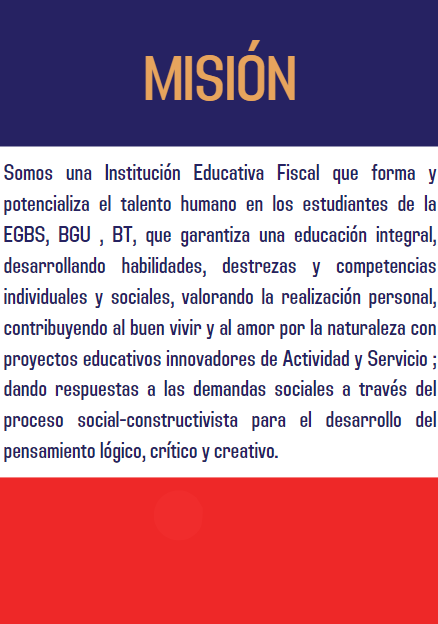 MISIÓN
Somos una Institución Educativa Fiscal que forma y
potencializa el talento humano en los estudiantes de la
EGBS, BGU , BT, que garantiza una educación integral,
desarrollando habilidades, destrezas y competencias
individuales y sociales, valorando la realización personal,
contribuyendo al buen vivir y al amor por la naturaleza con
proyectos educativos innovadores de Actividad y Servicio ;
dando respuestas a las demandas sociales a través del
proceso social-constructivista para el desarrollo del
pensamiento lógico, crítico y creativo.